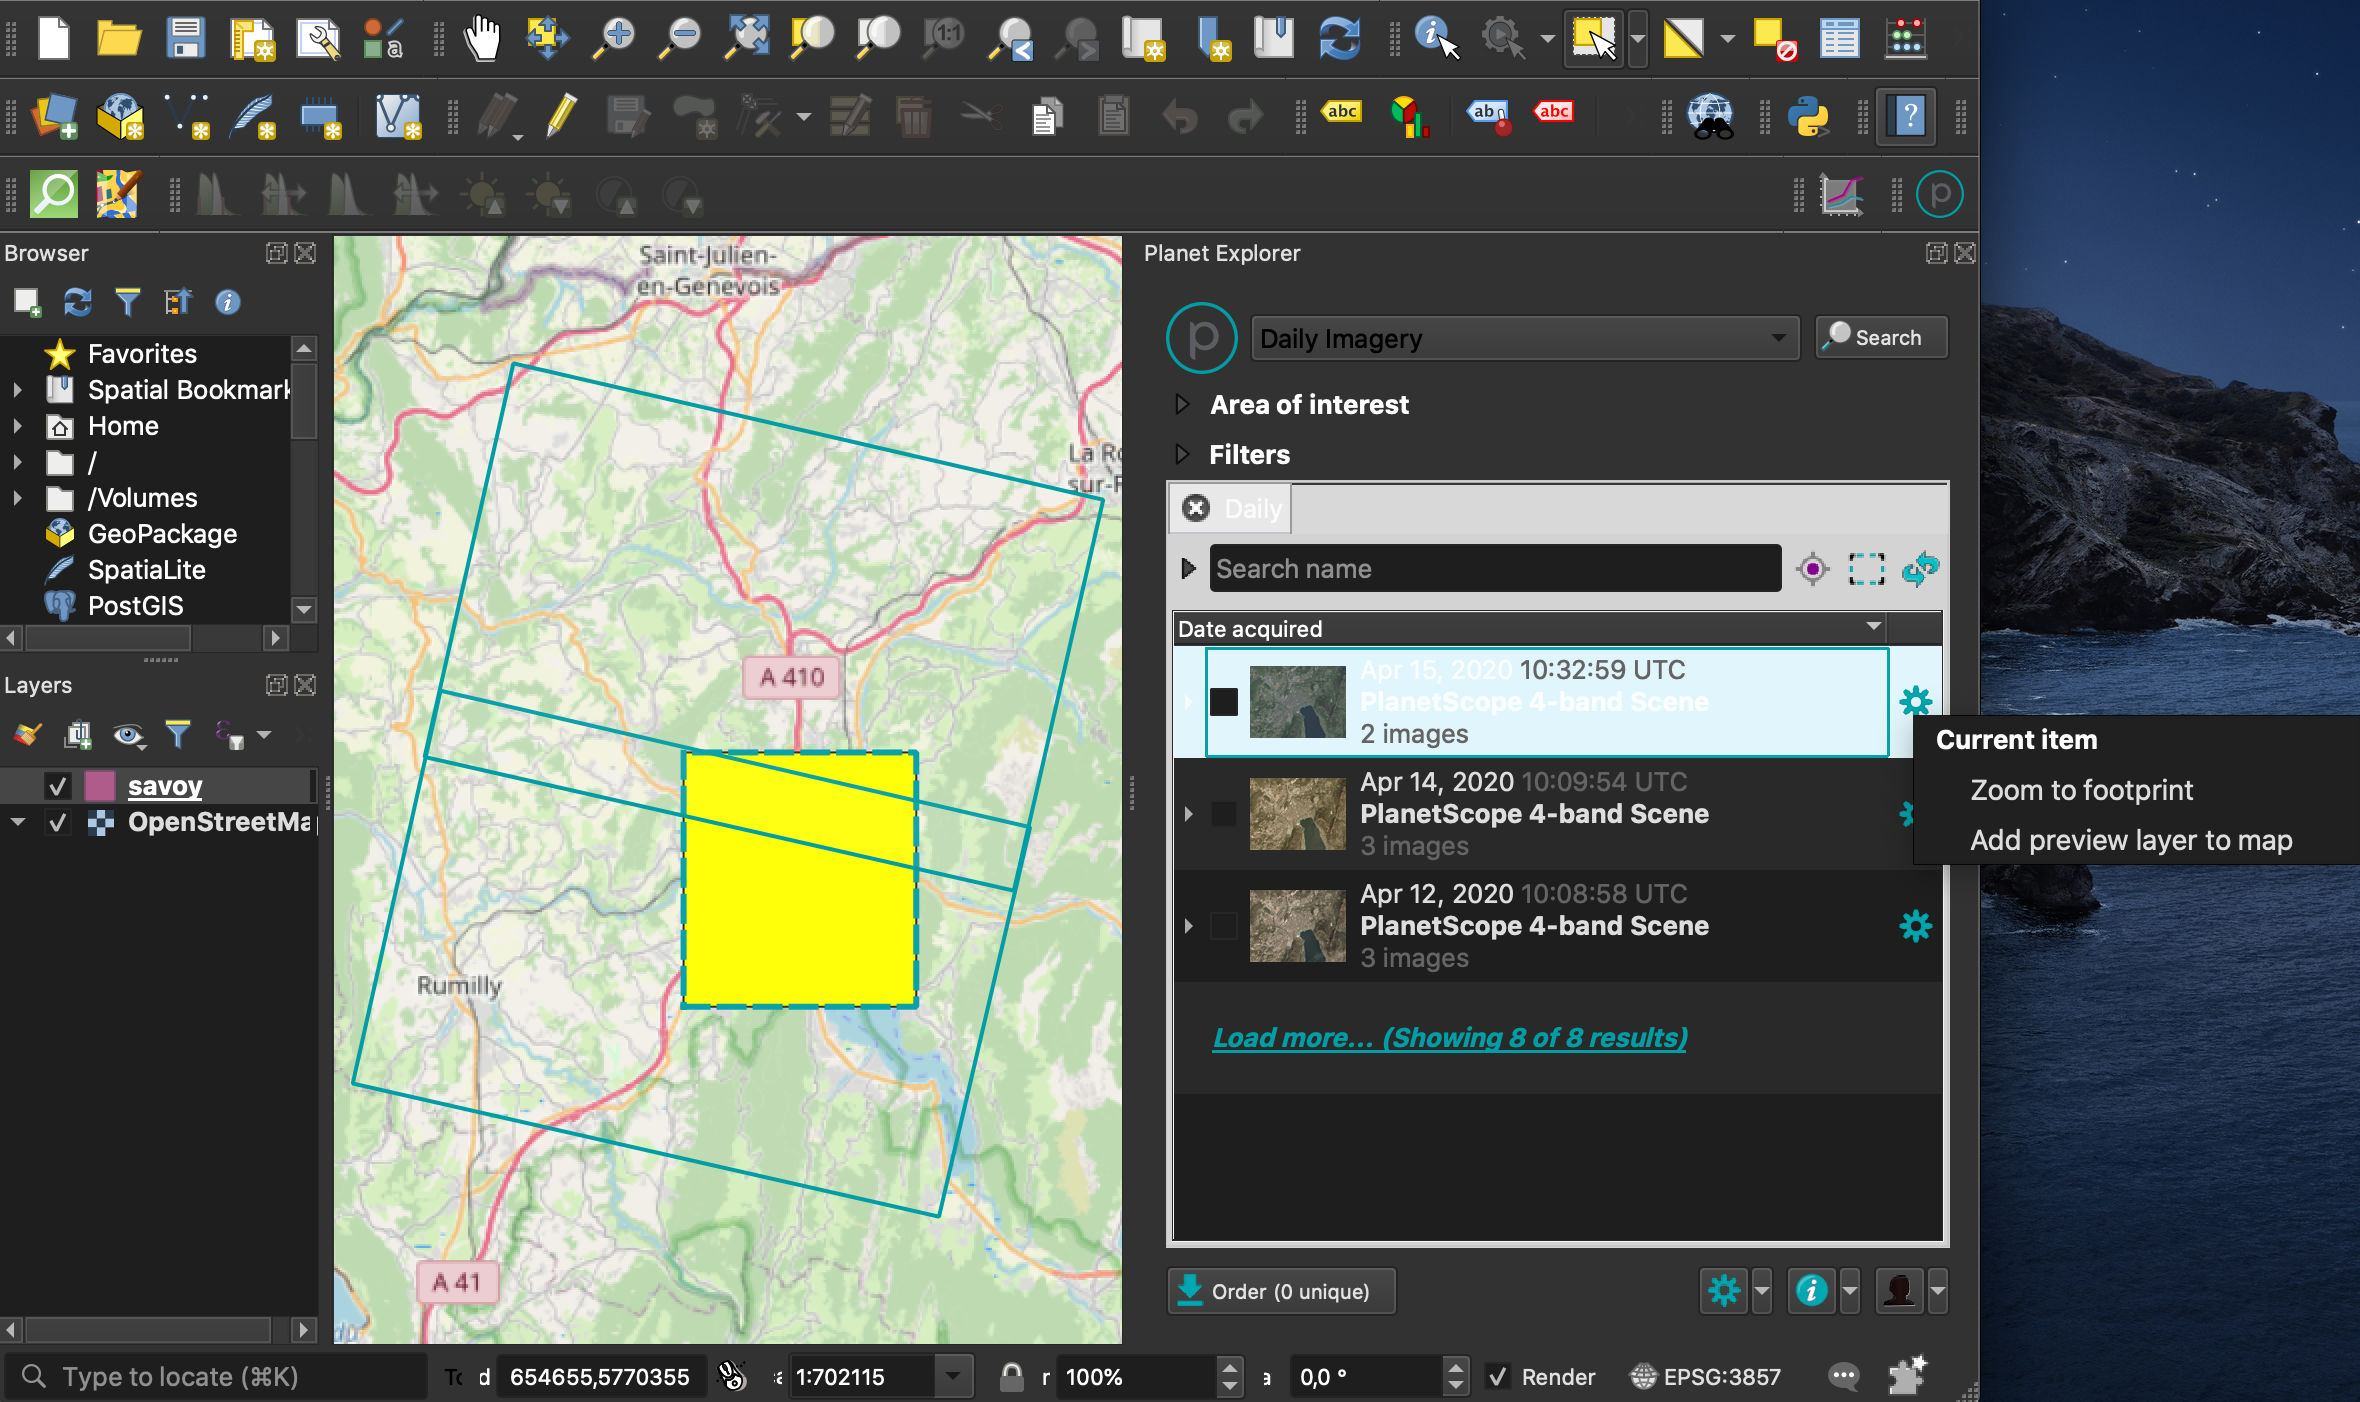 1:1
abc
ab
abc
?
p
Browser
Favorites
Spatial Bookmark
Home
/
/Volumes
GeoPackage
SpatiaLite
PostGIS
Layers
savoy
OpenStreetMa
Saint-Julien-
en-Genevois
La Ro
sur-F
A 410
Rumilly
A 41
Planet Explorer
p
Daily Imagery
Search
Area of interest
Filters
Daily
Search name
Date acquired
Apr 15, 2020 10:32:59 UTC
PlanetScope 4-band Scene
2 images
Apr 14, 2020 10:09:54 UTC
PlanetScope 4-band Scene
3 images
Apr 12, 2020 10:08:58 UTC
PlanetScope 4-band Scene
3 images
Load more... (Showing 8 of 8 results)
Current item
Zoom to footprint
Add preview layer to map
Order (0 unique)
Type to locate (⌘K) d 654655,5770355 1:702115 r 100% a 0,0 ° Render EPSG:3857